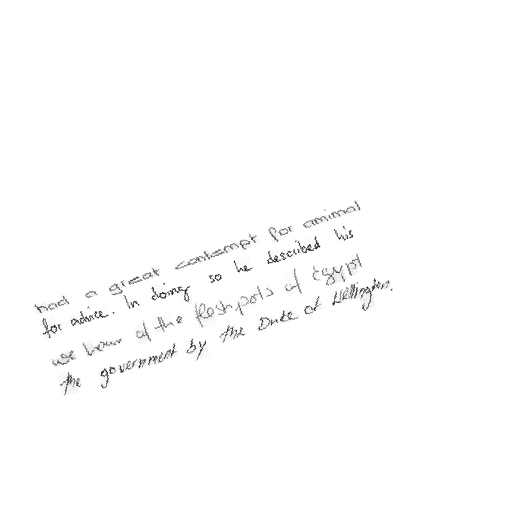 had a great contempt for animal
for advice. In doing so he described his
we hear of the fleshpots of Egypt
the government by the Duke of Wellington.